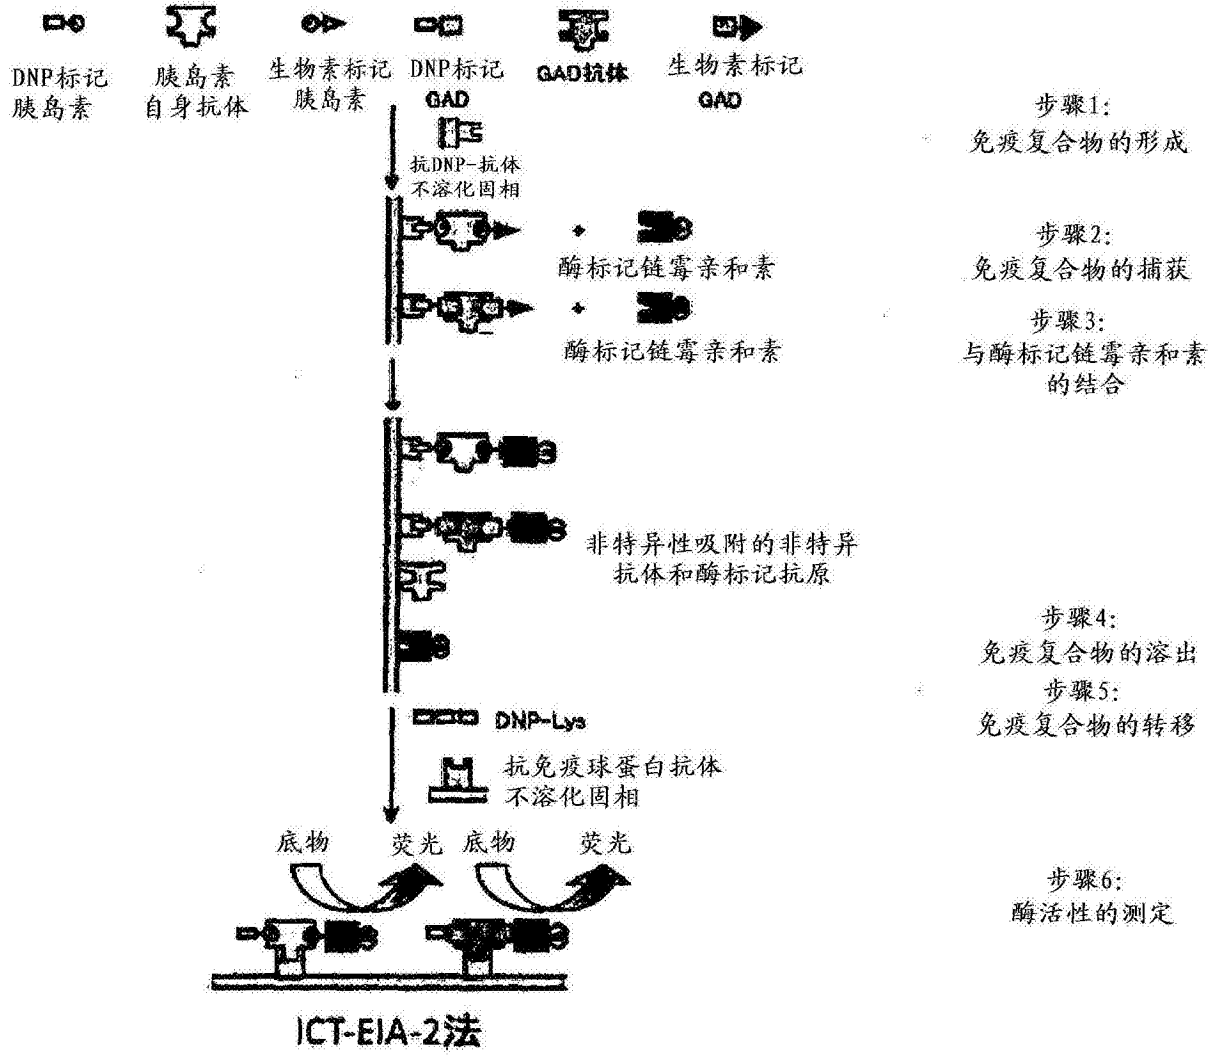 DNP标记
胰岛素
胰岛素
自身抗体
生物素标记
胰岛素
DNP标记
GAD
GAD抗体
生物素标记
GAD
步骤1:
免疫复合物的形成
抗DNP-抗体
不溶化固相
步骤2:
免疫复合物的捕获
酶标记链霉亲和素
步骤3:
与酶标记链霉亲和素
的结合
酶标记链霉亲和素
非特异性吸附的非特异
抗体和酶标记抗原
步骤4:
免疫复合物的溶出
步骤5:
免疫复合物的转移
DNP-Lys
抗免疫球蛋白抗体
不溶化固相
底物
荧光
底物
荧光
步骤6:
酶活性的测定
ICT-EIA-2法